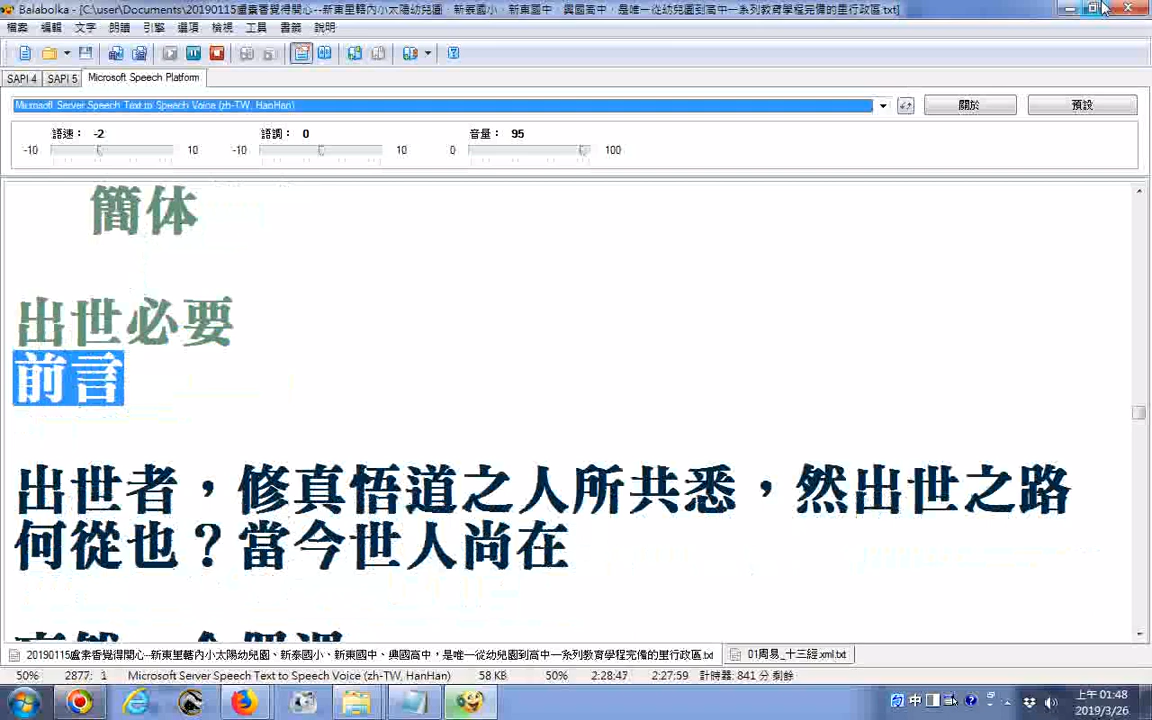 Balabolka - [C:\user\Documents\20190115盧素香覺得開心--新東里轄內小太陽幼兒園、新泰國小、新東國中、興國高中，是唯一從幼兒園到高中一系列教育學程完備的里行政區.txt]
檔案 編輯 文字 朗讀 引擎 選項 檢視 工具 書籤 說明
SAPI 4 SAPI 5 Microsoft Speech Platform
Microsoft Server Speech Text to Speech Voice (zh-TW, HanHan) 關於 預設
語速： -2 語調： 0 音量： 95
-10 10 -10 10 0 100
簡体
出世必要
前言
出世者，修真悟道之人所共悉，然出世之路
何從也？當今世人尚在
20190115盧素香覺得開心--新東里轄內小太陽幼兒園、新泰國小、新東國中、興國高中，是唯一從幼兒園到高中一系列教育學程完備的里行政區.txt 01周易_十三經.xml.txt
50% 2877: 1 Microsoft Server Speech Text to Speech Voice (zh-TW, HanHan) 58 KB 50% 2:28:47 2:27:59 計時器: 841 分 剩餘
中 上午 01:48
2019/3/26